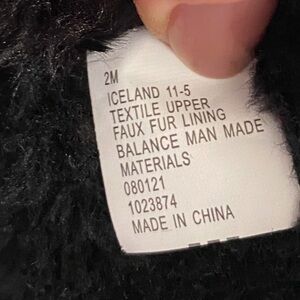 2M
ICELAND 11-5
TEXTILE UPPER
FAUX FUR LINING
BALANCE MAN MADE
MATERIALS
080121
1023874
MADE IN CHINA